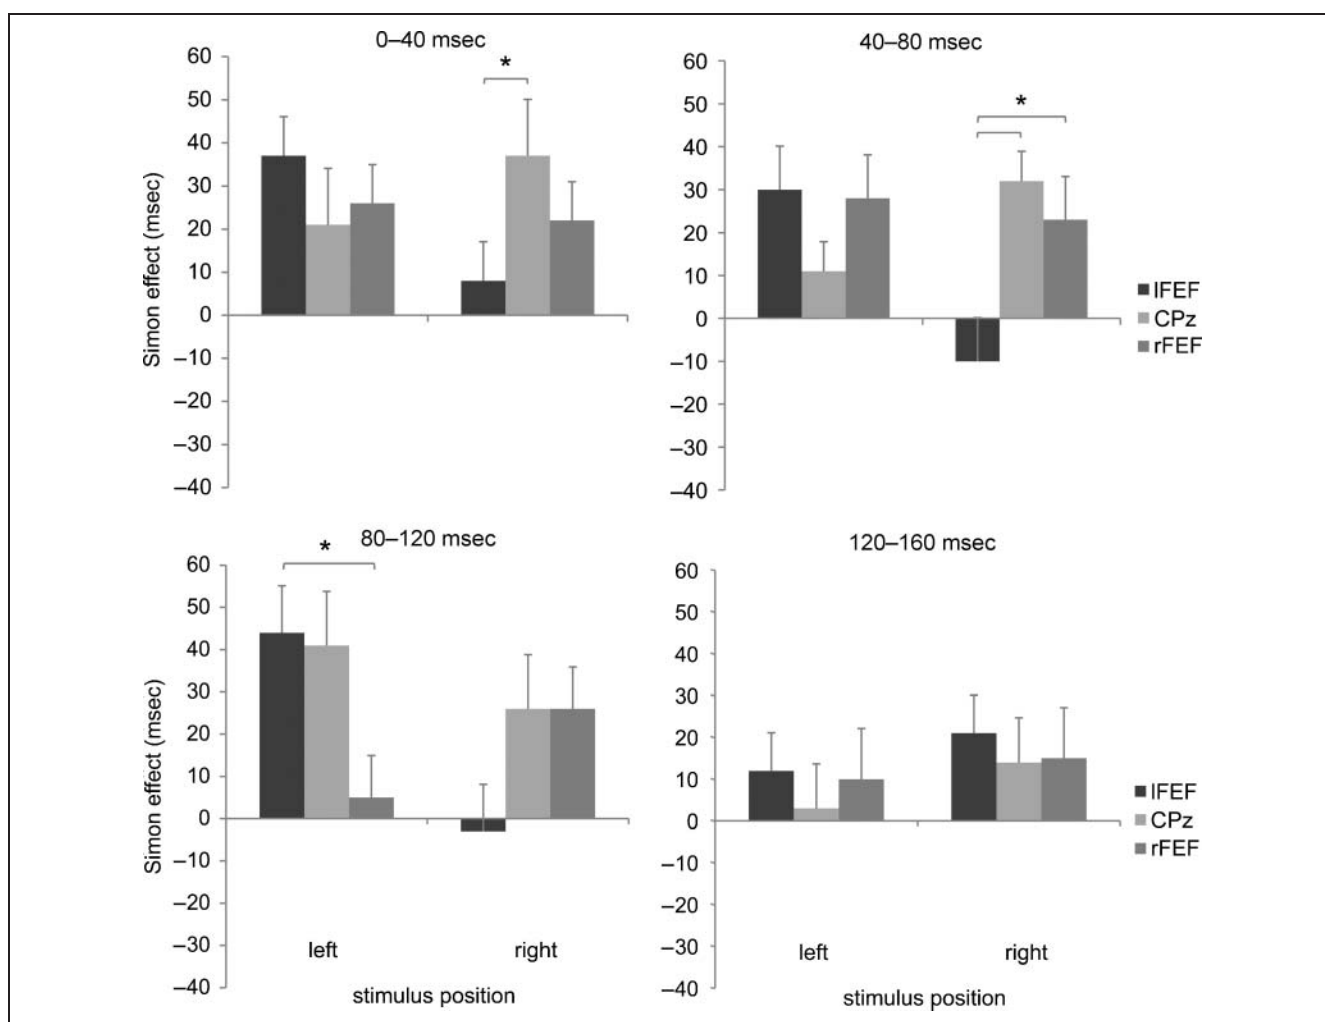 0–40 msec
Simon effect (msec)
60
50
40
30
20
10
0
–10
–20
–30
–40
*
40–80 msec
60
50
40
30
20
10
0
–10
–20
–30
–40
*
lFEF
CPz
rFEF
80–120 msec
Simon effect (msec)
60
50
40
30
20
10
0
–10
–20
–30
–40
*
left
right
stimulus position
120–160 msec
60
50
40
30
20
10
0
–10
–20
–30
–40
left
right
stimulus position
lFEF
CPz
rFEF